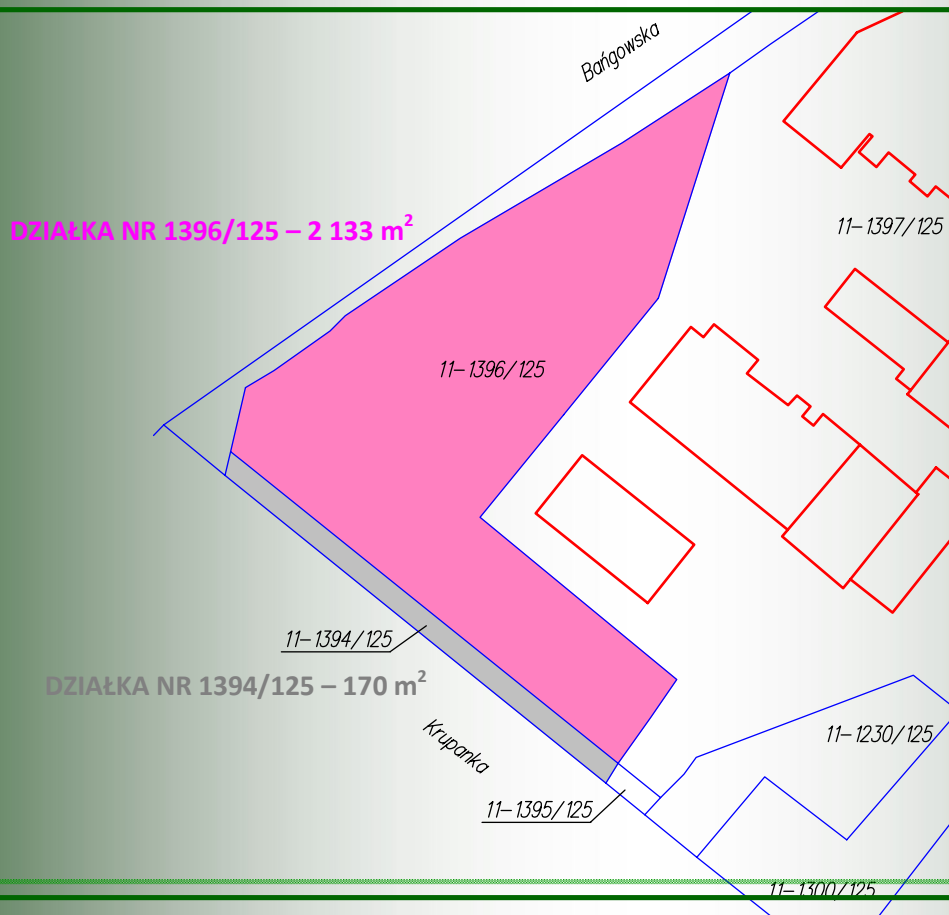 Bańgowska
DZIAŁKA NR 1396/125 – 2 133 m²
11-1397/125
11-1396/125
11-1394/125
DZIAŁKA NR 1394/125 – 170 m²
Krupanka
11-1230/125
11-1395/125
11-1300/125